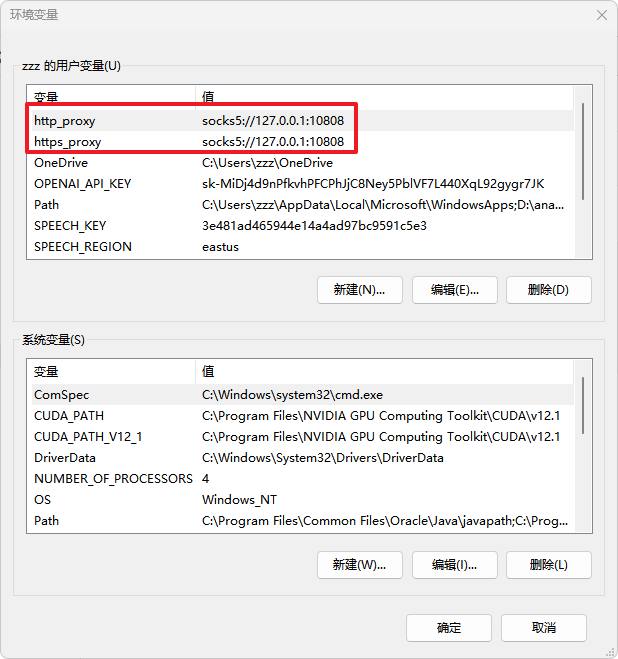 环境变量
zzz 的用户变量(U)
变量 值
http_proxy socks5://127.0.0.1:10808
https_proxy socks5://127.0.0.1:10808
OneDrive C:\Users\zzz\OneDrive
OPENAI_API_KEY sk-MiDj4d9nPfkvhPFCPhJjC8Ney5PblVF7L440XqL92gygr7JK
Path C:\Users\zzz\AppData\Local\Microsoft\WindowsApps;D:\ana...
SPEECH_KEY 3e481ad465944e14a4ad97bc9591c5e3
SPEECH_REGION eastus
新建(N)... 编辑(E)... 删除(D)
系统变量(S)
变量 值
ComSpec C:\Windows\system32\cmd.exe
CUDA_PATH C:\Program Files\NVIDIA GPU Computing Toolkit\CUDA\v12.1
CUDA_PATH_V12_1 C:\Program Files\NVIDIA GPU Computing Toolkit\CUDA\v12.1
DriverData C:\Windows\System32\Drivers\DriverData
NUMBER_OF_PROCESSORS 4
OS Windows_NT
Path C:\Program Files\Common Files\Oracle\Java\javapath;C:\Prog...
新建(W)... 编辑(I)... 删除(L)
确定 取消